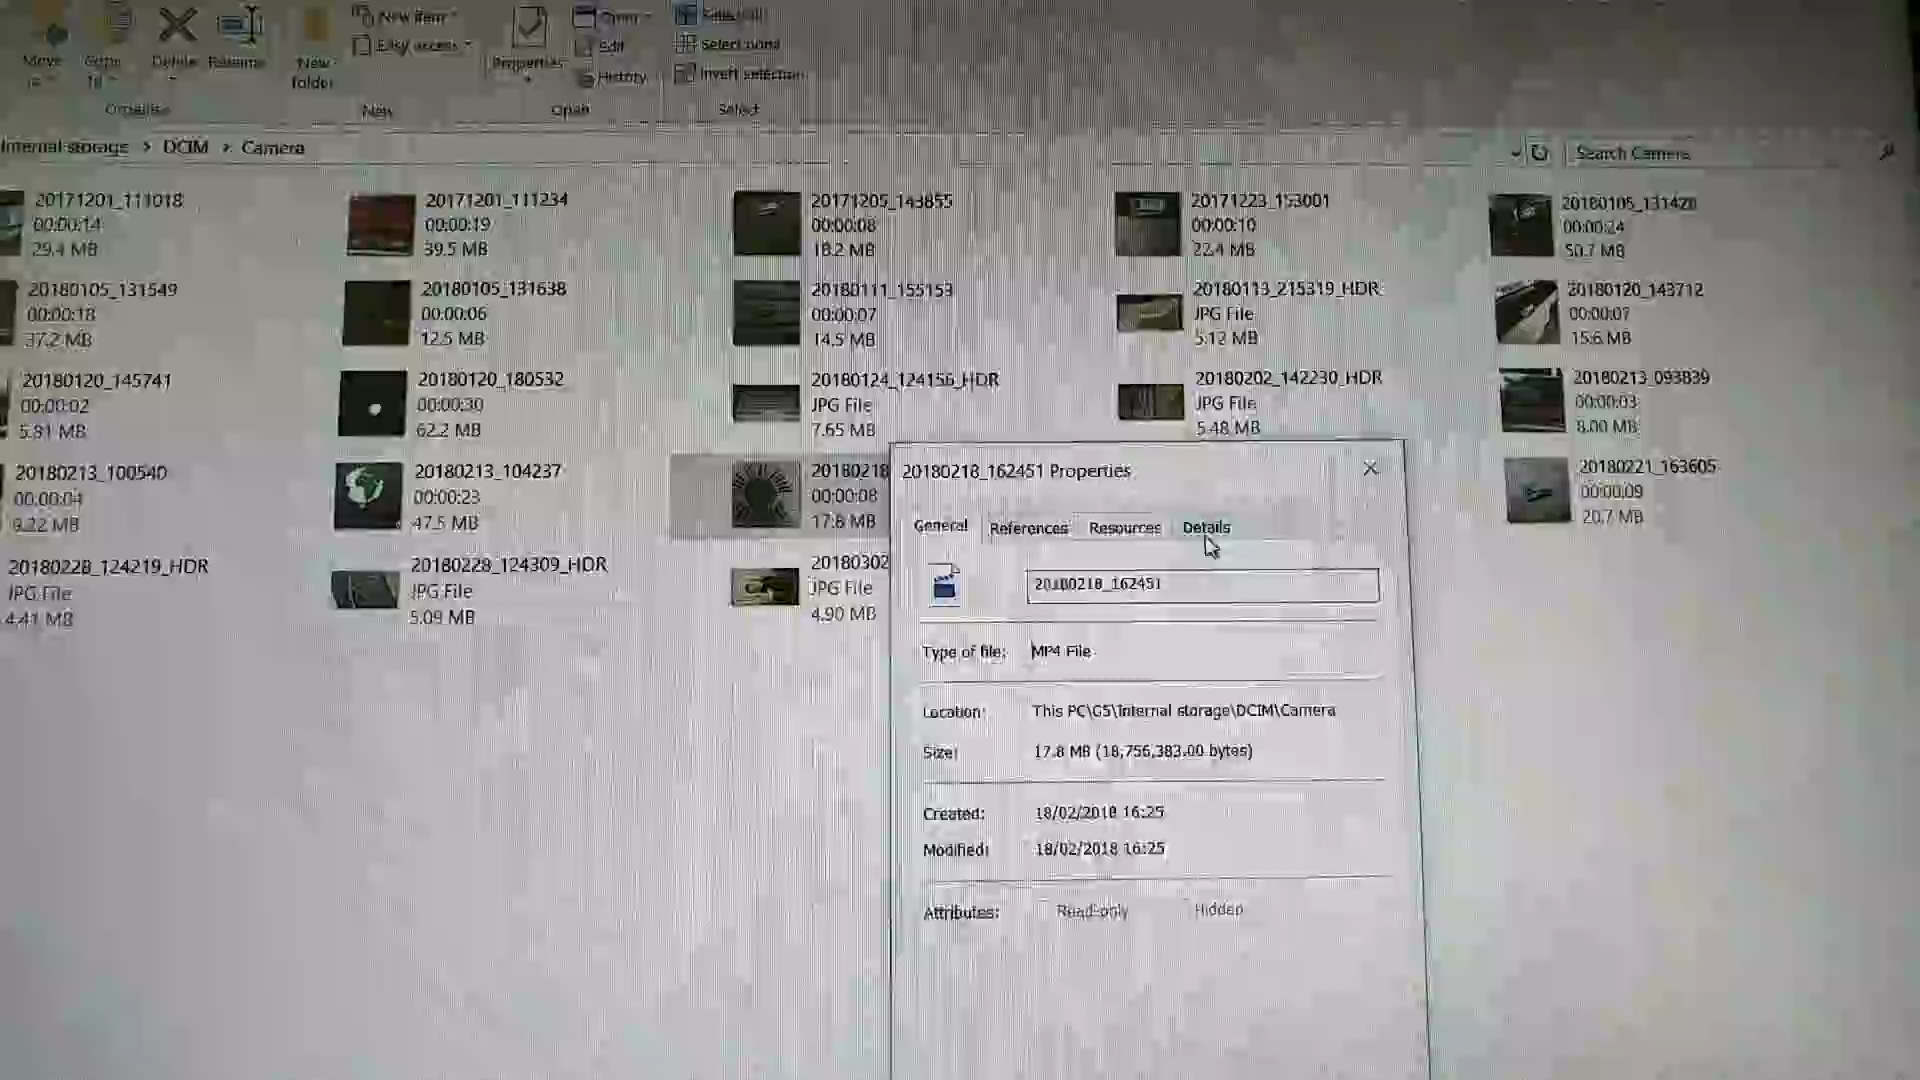 New item
Open
Select all
Easy access
Edit
Select none
Move
Delete
Rename
New
folder
Properties
History
Invert selection
to
Organise
New
Open
Select
Internal storage > DCIM > Camera
Search Camera
20171201_111018
00:00:14
29.4 MB
20171201_111234
00:00:19
39.5 MB
20171205_143855
00:00:08
18.2 MB
20171223_153001
00:00:10
22.4 MB
20180105_131428
00:00:24
50.7 MB
20180105_131549
00:00:18
37.2 MB
20180105_131638
00:00:06
12.5 MB
20180111_155153
00:00:07
14.5 MB
20180113_215319_HDR
JPG File
5.12 MB
20180120_143712
00:00:07
15.6 MB
20180120_145741
00:00:02
5.91 MB
20180120_180532
00:00:30
62.2 MB
20180124_124156_HDR
JPG File
7.65 MB
20180202_142230_HDR
JPG File
5.48 MB
20180213_093839
00:00:03
8.00 MB
20180213_100540
00:00:04
9.22 MB
20180213_104237
00:00:23
47.5 MB
20180218
00:00:08
17.8 MB
20180221_163605
00:00:09
20.7 MB
20180228_124219_HDR
JPG File
4.41 MB
20180228_124309_HDR
JPG File
5.09 MB
20180302
JPG File
4.90 MB
20180218_162451 Properties
General References Resources Details
20180218_162451
Type of file: MP4 File
Location: This PC\G5\Internal storage\DCIM\Camera
Size: 17.8 MB (18,756,383.00 bytes)
Created: 18/02/2018 16:25
Modified: 18/02/2018 16:25
Attributes: Read-only Hidden